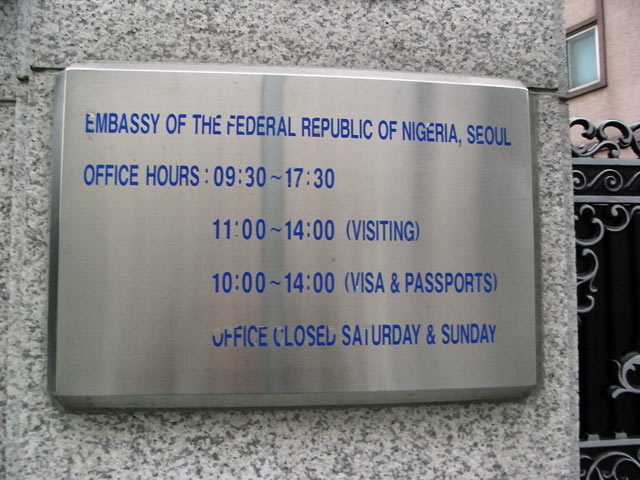 EMBASSY OF THE FEDERAL REPUBLIC OF NIGERIA, SEOUL
OFFICE HOURS : 09:30~17:30
11:00~14:00 (VISITING)
10:00~14:00 (VISA & PASSPORTS)
OFFICE CLOSED SATURDAY & SUNDAY